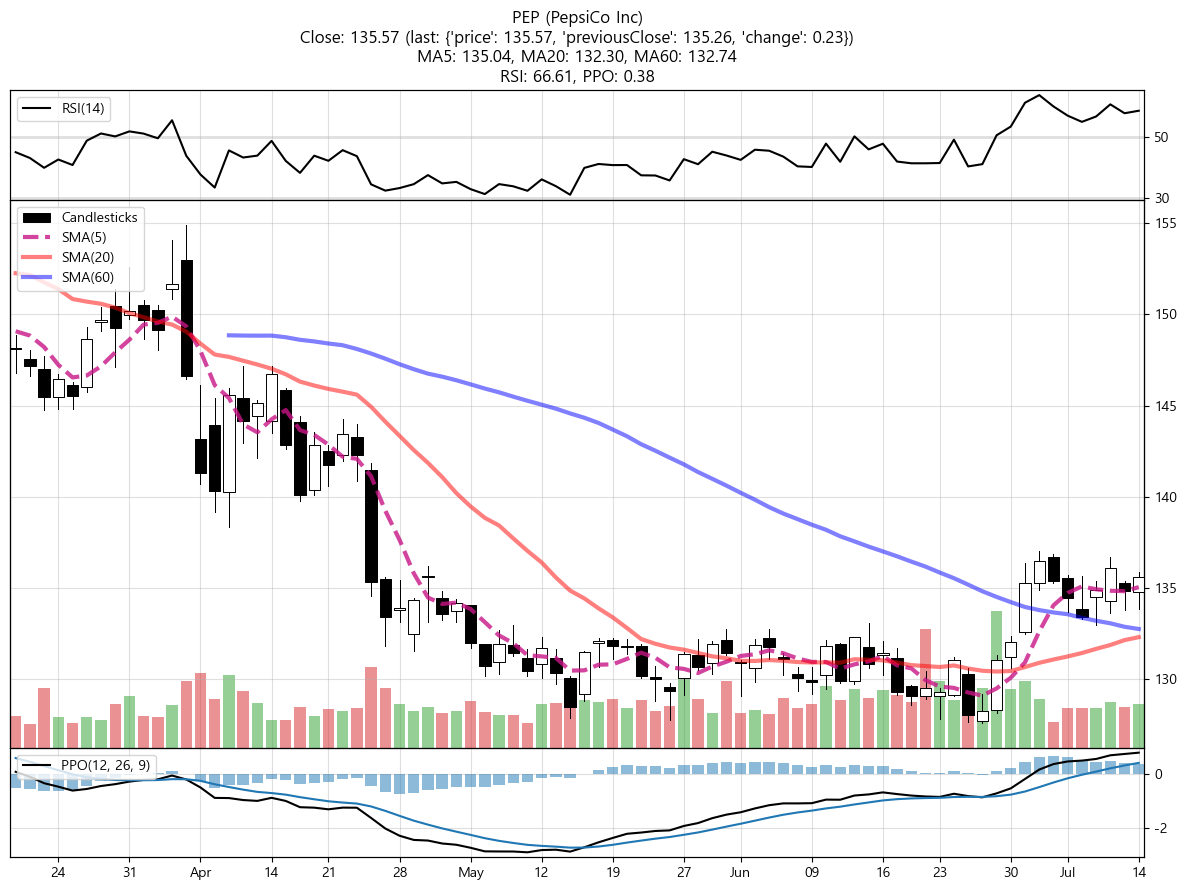 PEP (PepsiCo Inc)
Close: 135.57 (last: {'price': 135.57, 'previousClose': 135.26, 'change': 0.23})
MA5: 135.04, MA20: 132.30, MA60: 132.74
RSI: 66.61, PPO: 0.38
RSI(14)
50
30
Candlesticks
SMA(5)
SMA(20)
SMA(60)
155
150
145
140
135
130
PPO(12, 26, 9)
0
-2
24 31 Apr 14 21 28 May 12 19 27 Jun 09 16 23 30 Jul 14